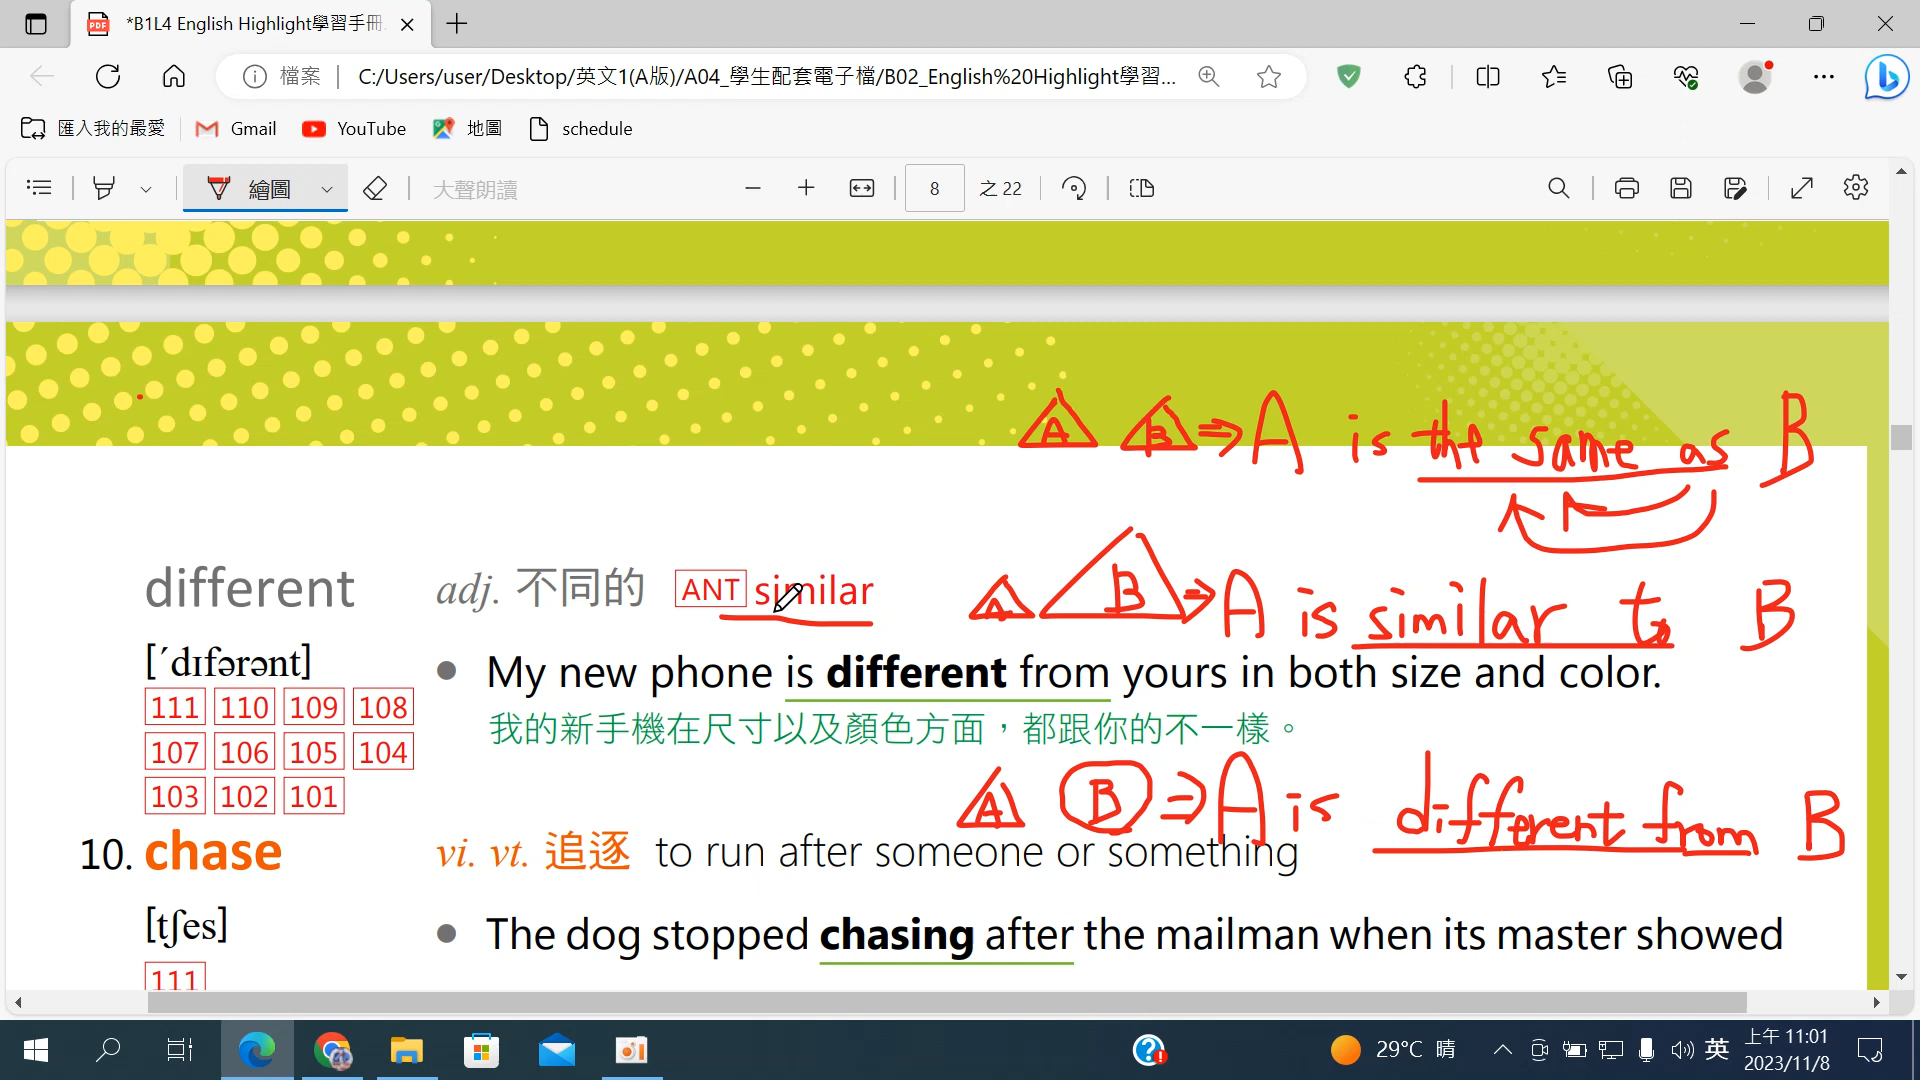 *B1L4 English Highlight學習手冊
檔案 C:/Users/user/Desktop/英文1(A版)/A04_學生配套電子檔/B02_English%20Highlight學習...
匯入我的最愛 Gmail YouTube 地圖 schedule
繪圖 大聲朗讀 8 之 22
A B ⇒ A is the same as B
different adj. 不同的 ANT similar
A B ⇒ A is similar to B
[ˊdɪfərənt] ● My new phone is different from yours in both size and color.
111 110 109 108 我的新手機在尺寸以及顏色方面，都跟你的不一樣。
107 106 105 104
103 102 101
A B ⇒ A is different from B
10. chase vi. vt. 追逐 to run after someone or something
[tʃes] ● The dog stopped chasing after the mailman when its master showed
111
29°C 晴 英 上午 11:01
2023/11/8